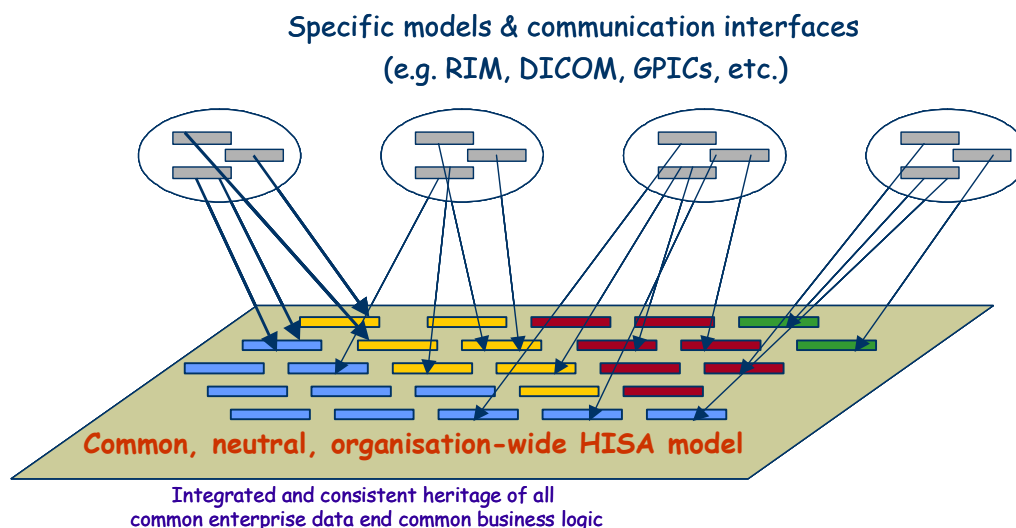 Specific models & communication interfaces
(e.g. RIM, DICOM, GPICs, etc.)
Common, neutral, organisation-wide HISA model
Integrated and consistent heritage of all
common enterprise data end common business logic